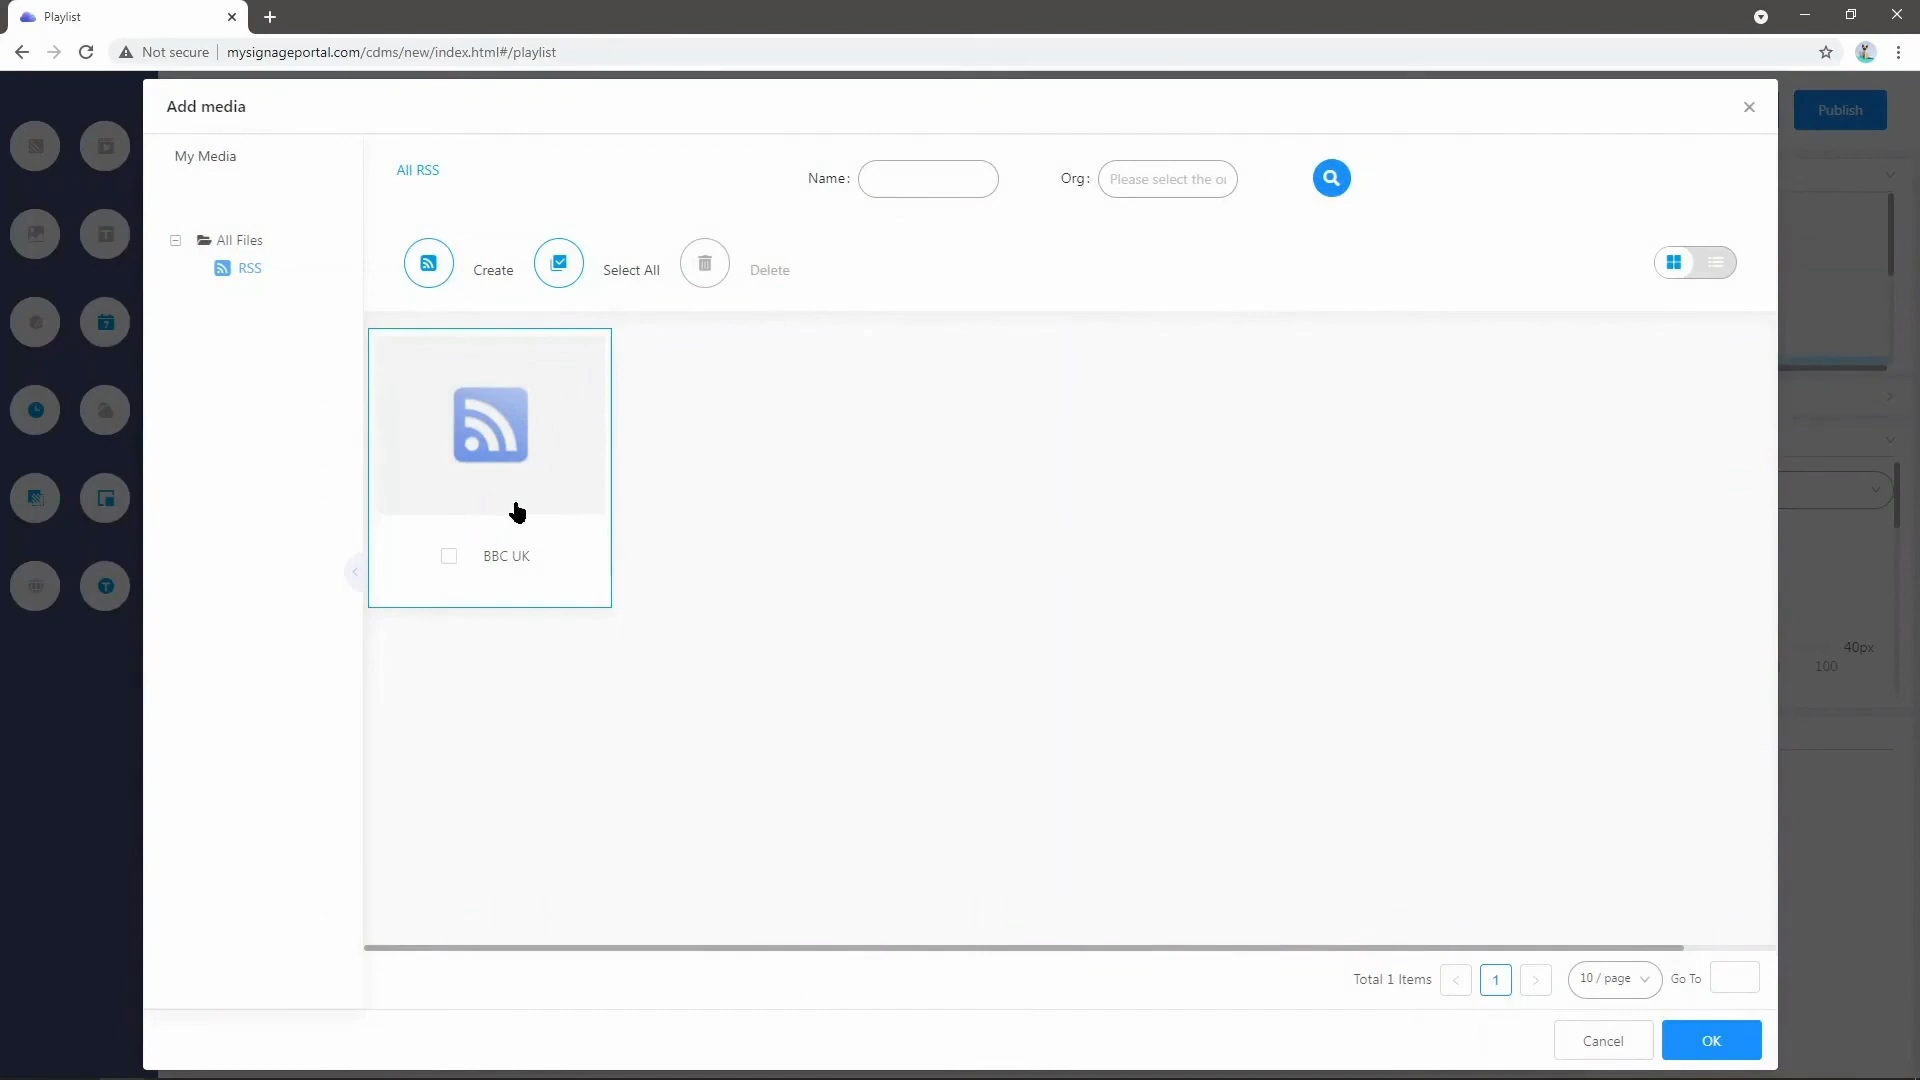 Playlist
Not secure
mysignageportal.com/cdms/new/index.html#/playlist
Add media
Publish
My Media
All RSS
Name:
Org:
Please select the or
All Files
RSS
Create
Select All
Delete
7
T
T
BBC UK
40px
100
Total 1 Items
1
10 / page
Go To
Cancel
OK